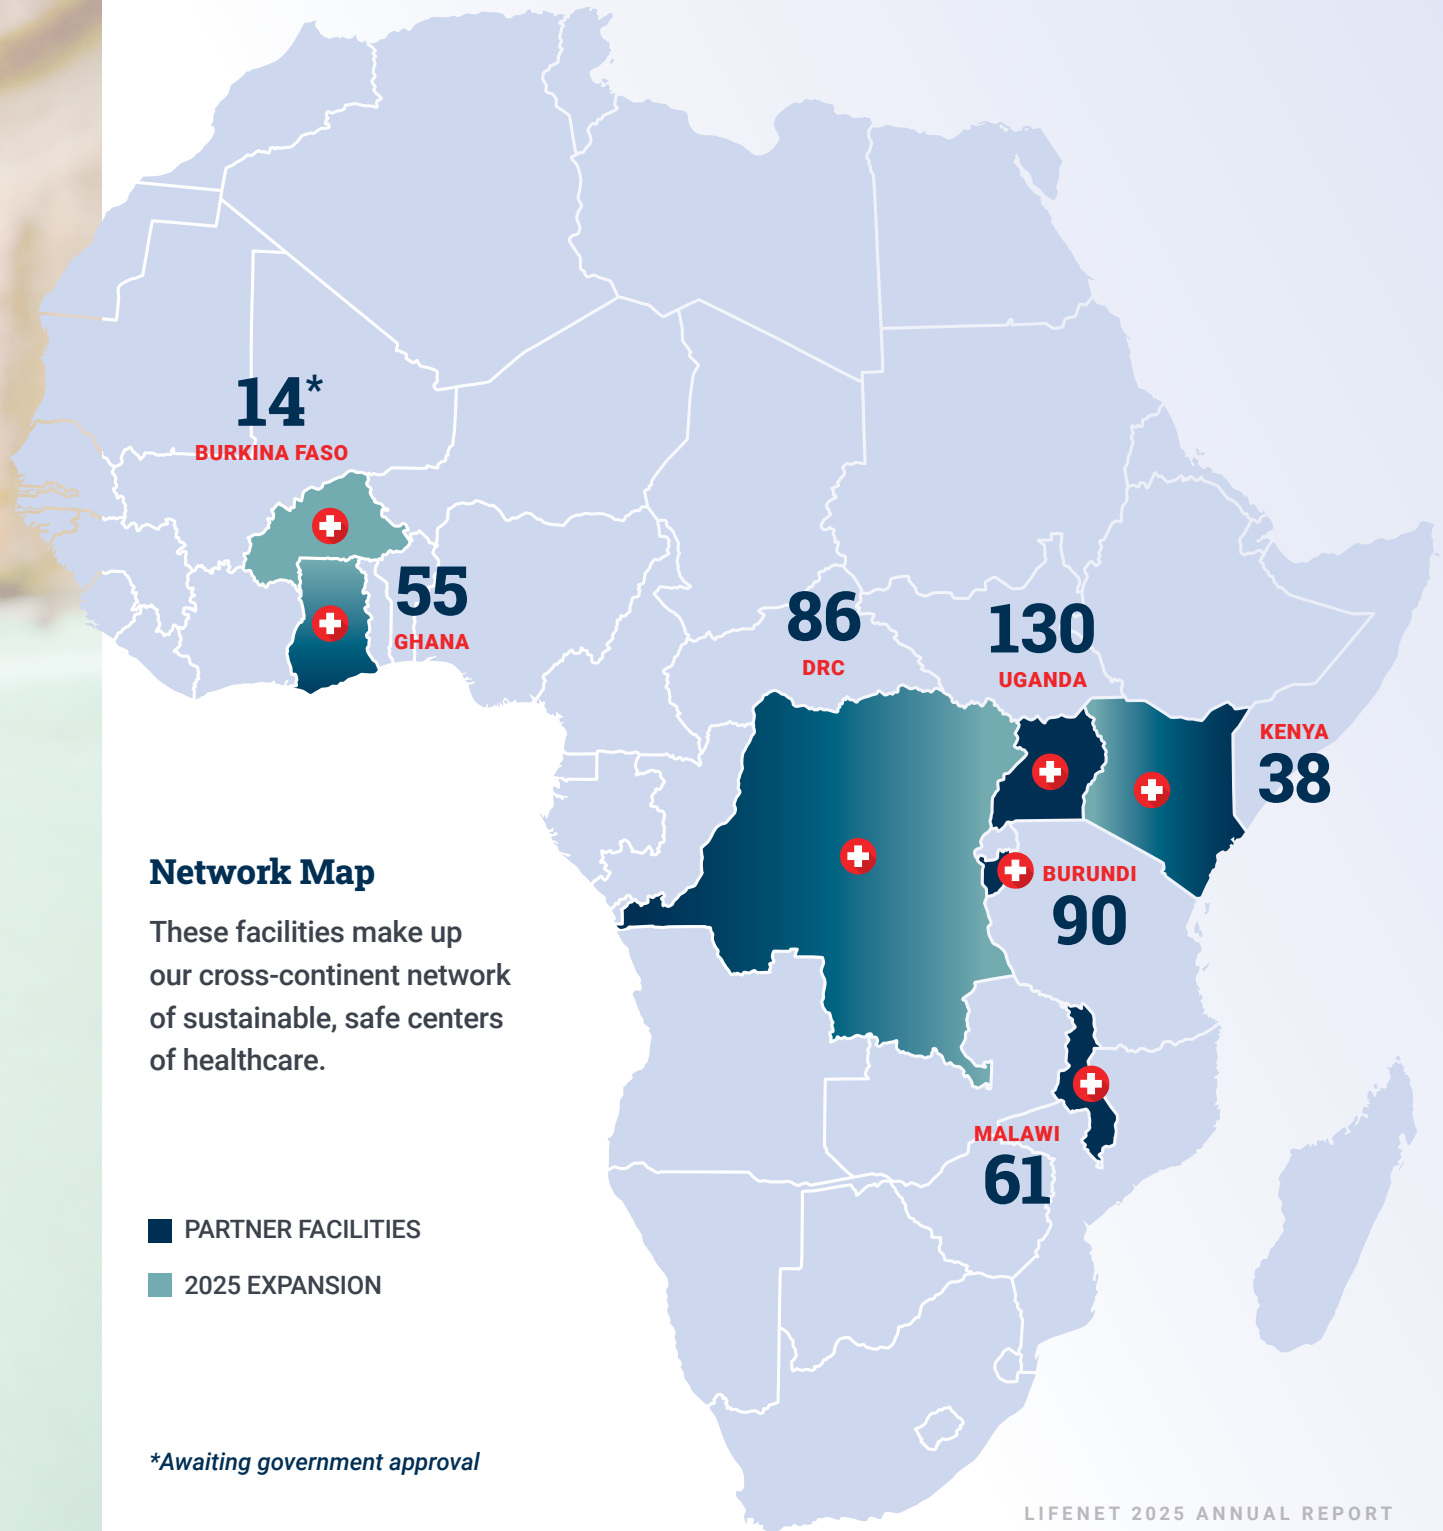 14*
BURKINA FASO
55
GHANA
86
DRC
130
UGANDA
KENYA
38
BURUNDI
90
MALAWI
61
Network Map
These facilities make up
our cross-continent network
of sustainable, safe centers
of healthcare.
PARTNER FACILITIES
2025 EXPANSION
*Awaiting government approval
LIFENET 2025 ANNUAL REPORT